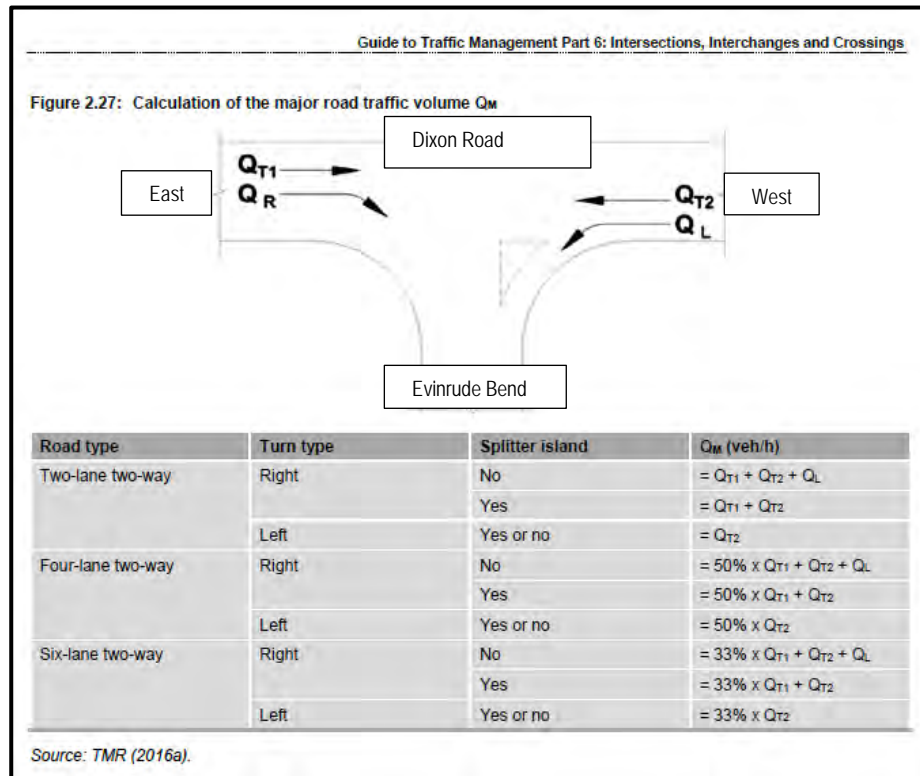 Guide to Traffic Management Part 6: Intersections, Interchanges and Crossings
Figure 2.27: Calculation of the major road traffic volume QM
Dixon Road
East
QT1
QR
QT2
QL
West
Evinrude Bend
Road type Turn type Splitter island QM (veh/h)
Two-lane two-way Right No = QT1 + QT2 + QL
Yes = QT1 + QT2
Left Yes or no = QT2
Four-lane two-way Right No = 50% x QT1 + QT2 + QL
Yes = 50% x QT1 + QT2
Left Yes or no = 50% x QT2
Six-lane two-way Right No = 33% x QT1 + QT2 + QL
Yes = 33% x QT1 + QT2
Left Yes or no = 33% x QT2
Source: TMR (2016a).